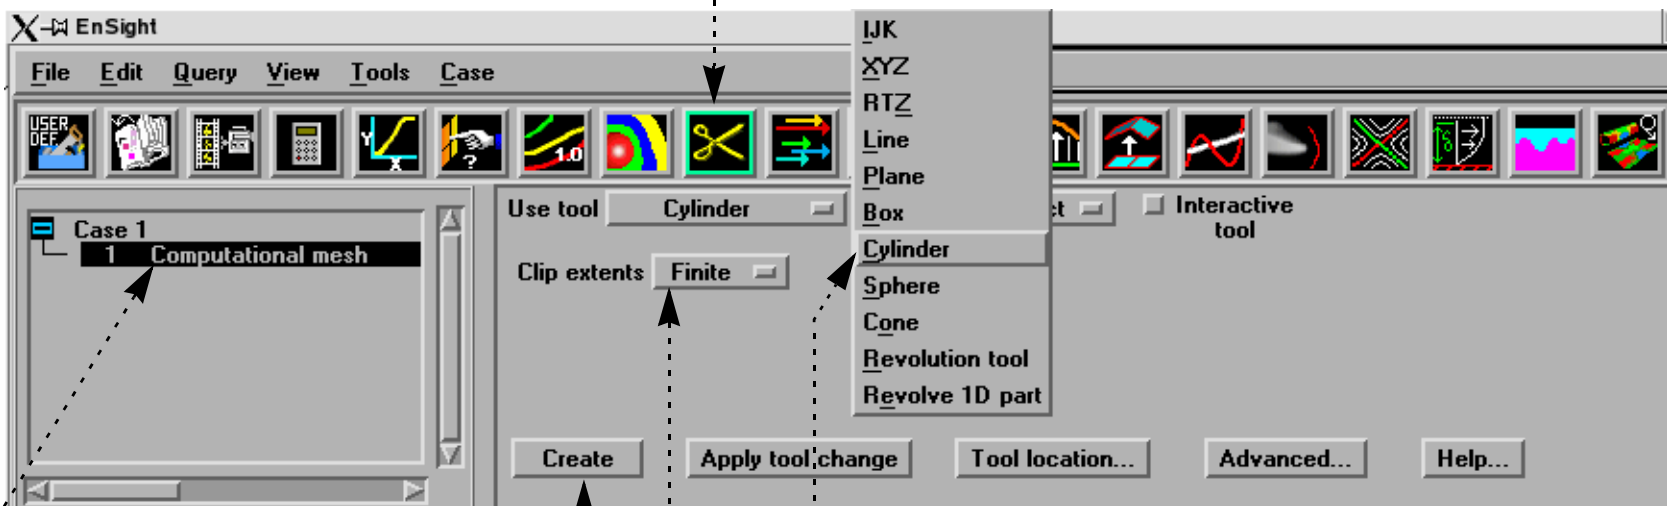 EnSight
File Edit Query View Tools Case
USER
DEF.
Y
X
?
1.0
δ
Case 1
1 Computational mesh
Use tool Cylinder
ct
Interactive
tool
Clip extents Finite
IJK
XYZ
RTZ
Line
Plane
Box
Cylinder
Sphere
Cone
Revolution tool
Revolve 1D part
Create Apply tool change Tool location... Advanced... Help...